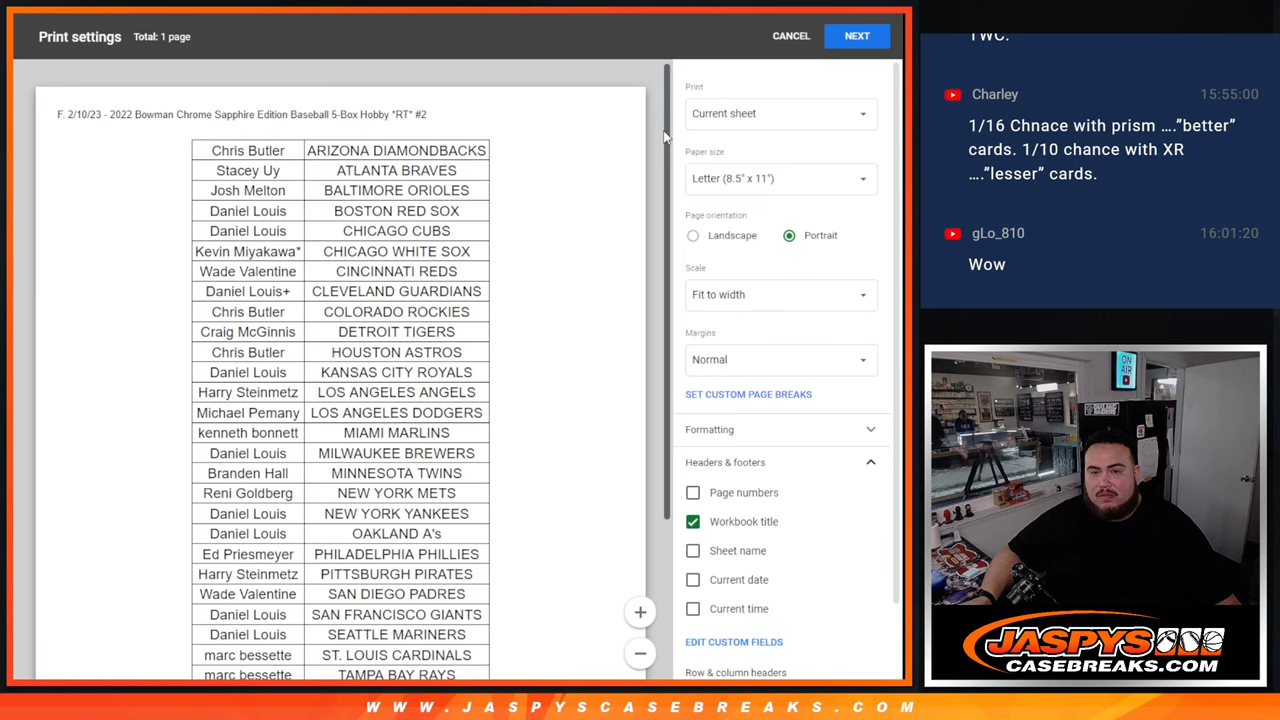 Print settings
Total: 1 page
CANCEL
NEXT
F. 2/10/23 - 2022 Bowman Chrome Sapphire Edition Baseball 5-Box Hobby *RT* #2
Chris Butler ARIZONA DIAMONDBACKS
Stacey Uy ATLANTA BRAVES
Josh Melton BALTIMORE ORIOLES
Daniel Louis BOSTON RED SOX
Daniel Louis CHICAGO CUBS
Kevin Miyakawa* CHICAGO WHITE SOX
Wade Valentine CINCINNATI REDS
Daniel Louis+ CLEVELAND GUARDIANS
Chris Butler COLORADO ROCKIES
Craig McGinnis DETROIT TIGERS
Chris Butler HOUSTON ASTROS
Daniel Louis KANSAS CITY ROYALS
Harry Steinmetz LOS ANGELES ANGELS
Michael Pemany LOS ANGELES DODGERS
kenneth bonnett MIAMI MARLINS
Daniel Louis MILWAUKEE BREWERS
Branden Hall MINNESOTA TWINS
Reni Goldberg NEW YORK METS
Daniel Louis NEW YORK YANKEES
Daniel Louis OAKLAND A's
Ed Priesmeyer PHILADELPHIA PHILLIES
Harry Steinmetz PITTSBURGH PIRATES
Wade Valentine SAN DIEGO PADRES
Daniel Louis SAN FRANCISCO GIANTS
Daniel Louis SEATTLE MARINERS
marc bessette ST. LOUIS CARDINALS
marc bessette TAMPA BAY RAYS
Print
Current sheet
Paper size
Letter (8.5" x 11")
Page orientation
Landscape
Portrait
Scale
Fit to width
Margins
Normal
SET CUSTOM PAGE BREAKS
Formatting
Headers & footers
Page numbers
Workbook title
Sheet name
Current date
Current time
EDIT CUSTOM FIELDS
Row & column headers
TWC.
Charley 15:55:00
1/16 Chnace with prism ....”better”
cards. 1/10 chance with XR
....”lesser” cards.
gLo_810 16:01:20
Wow
ON
AIR
JASPYS
CASEBREAKS.COM
WWW.JASPYSCASEBREAKS.COM